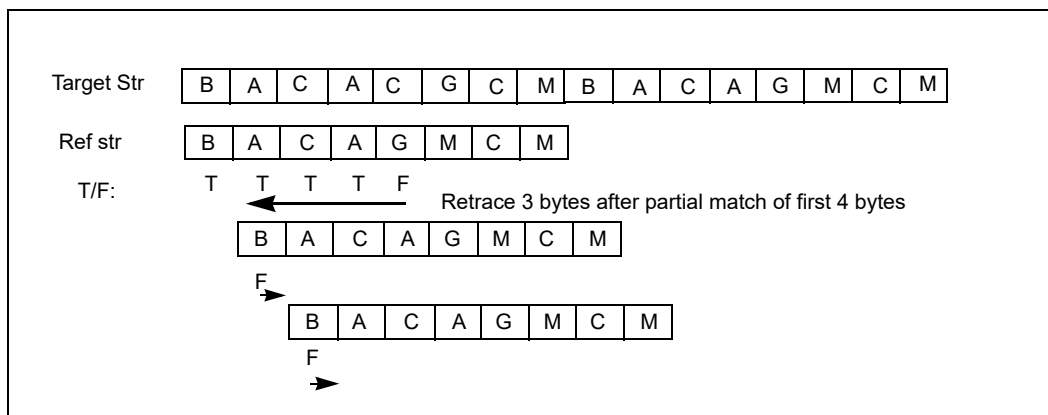 Target Str B A C A C G C M B A C A G M C M
Ref str B A C A G M C M
T/F: T T T T F
Retrace 3 bytes after partial match of first 4 bytes
B A C A G M C M
F
B A C A G M C M
F